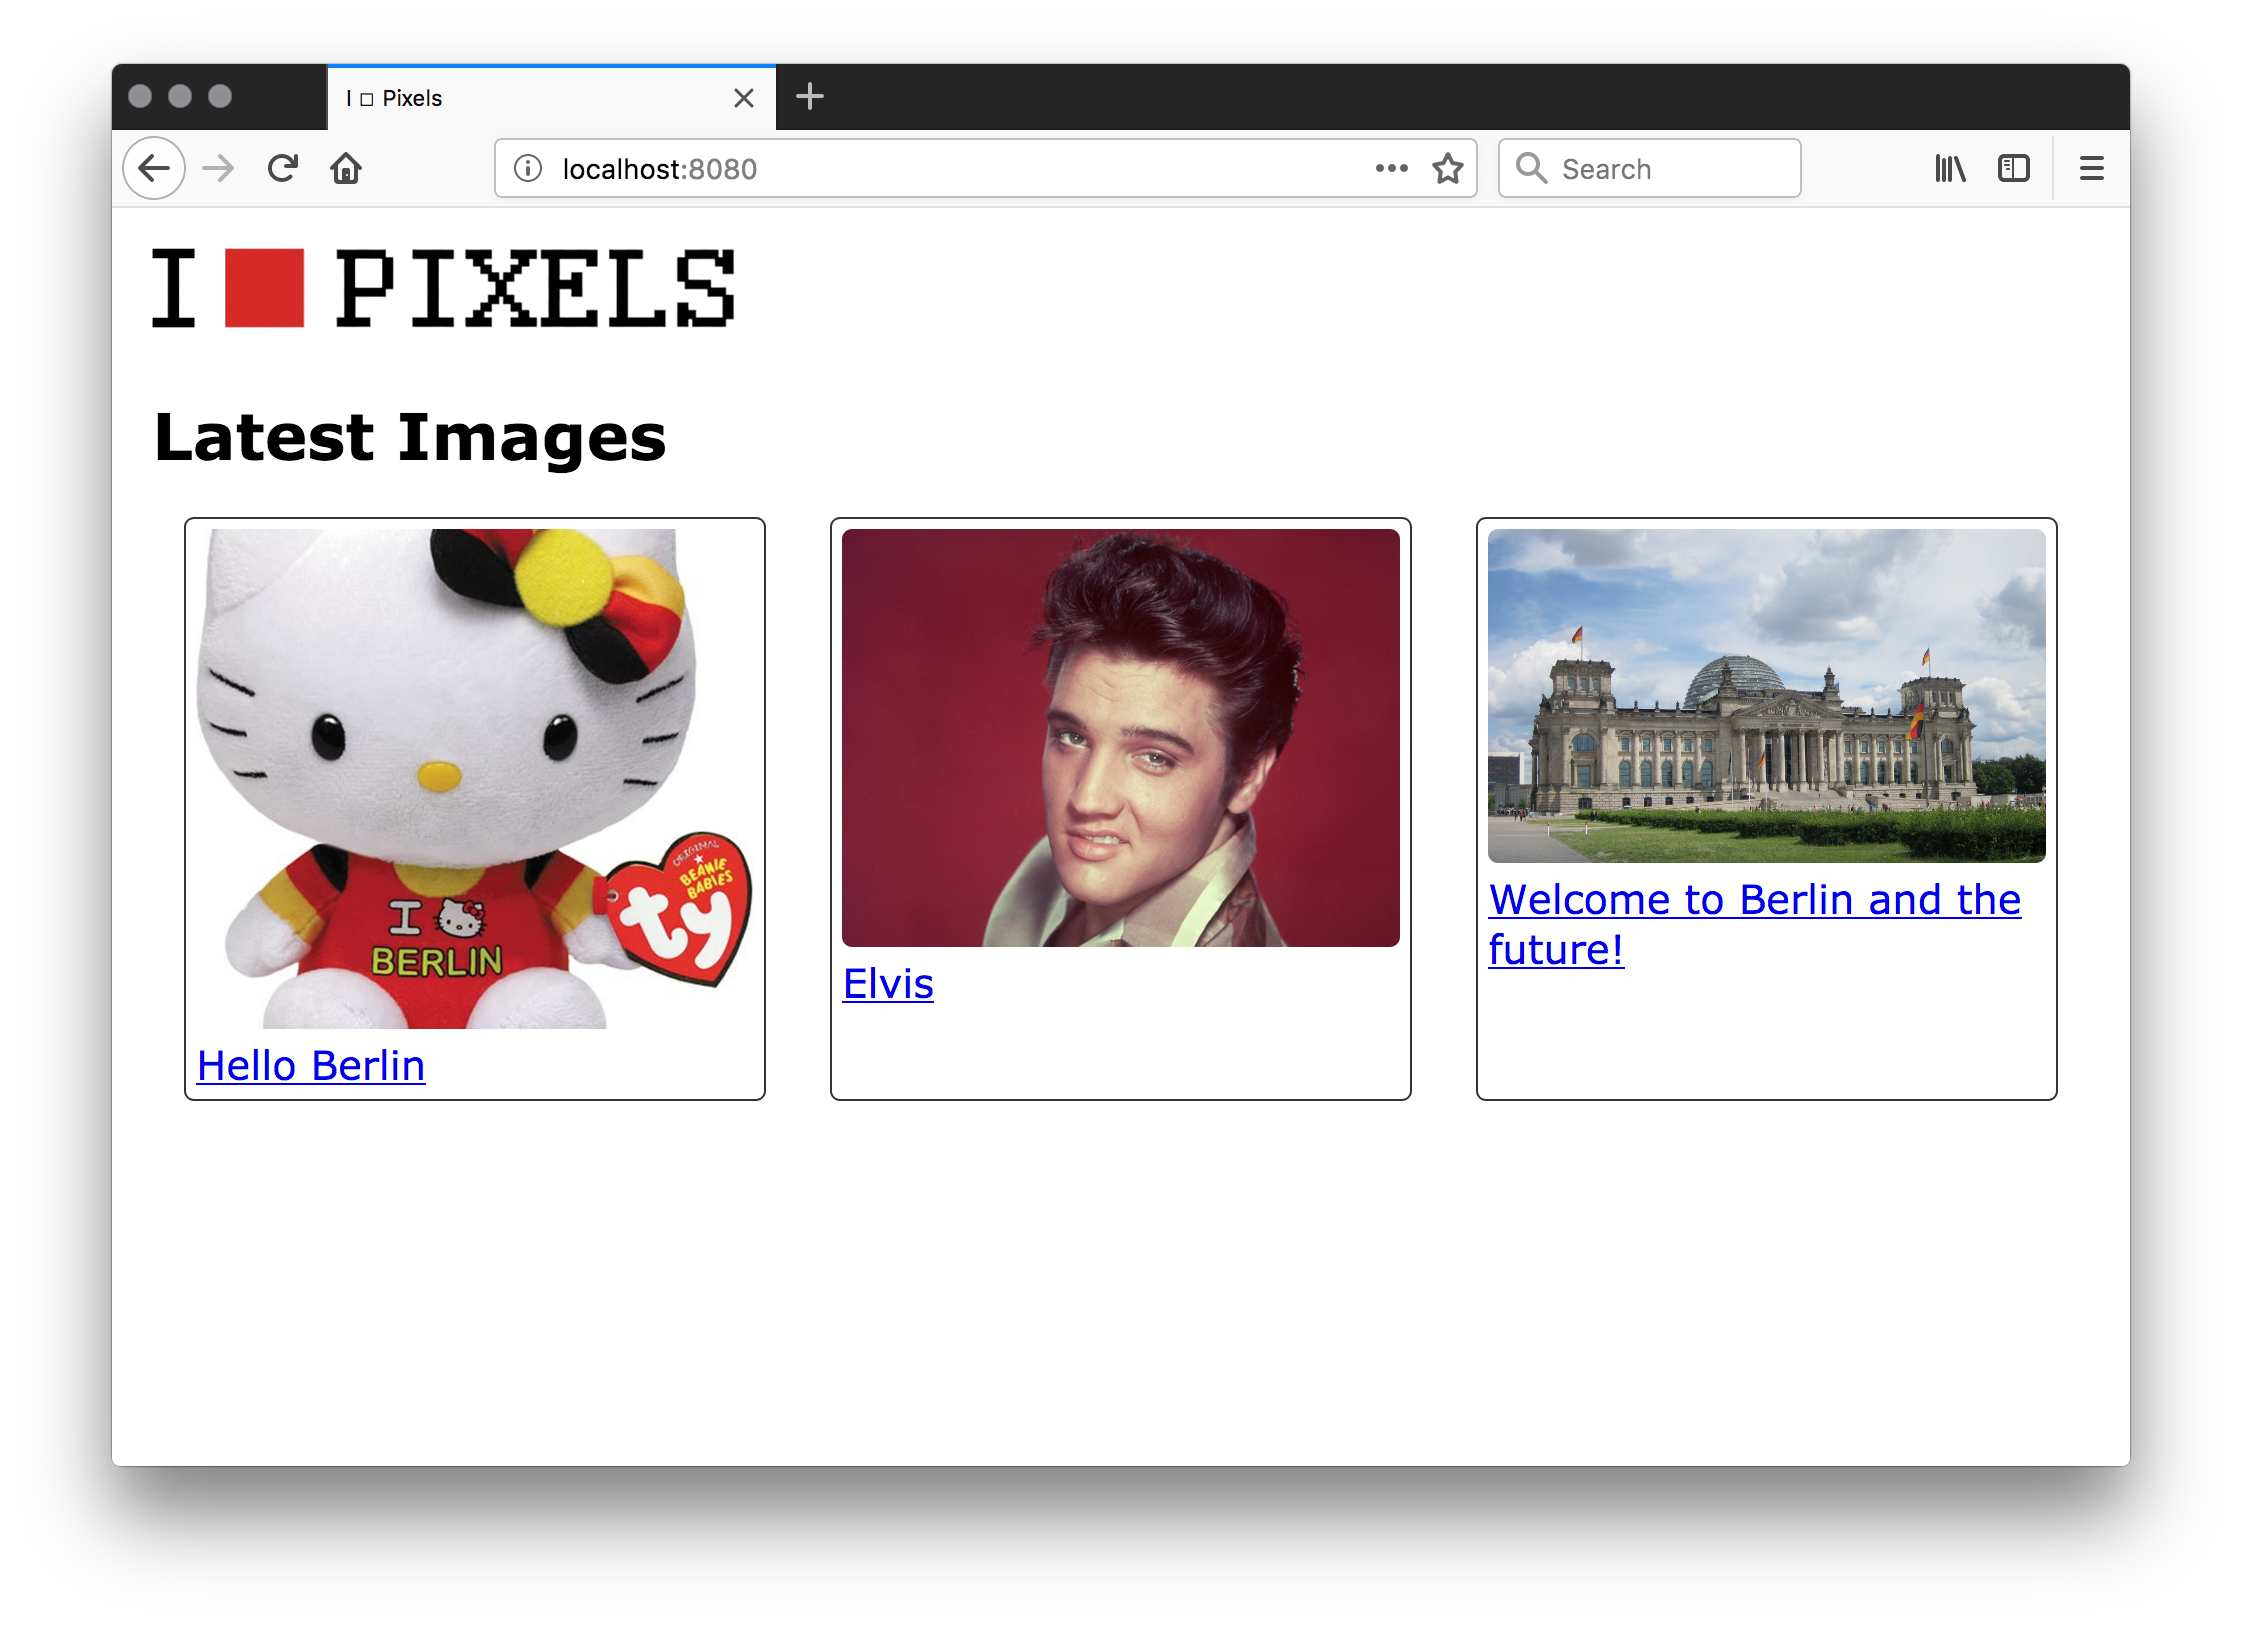 I □ Pixels
localhost:8080
Search
I PIXELS
Latest Images
ORIGINAL
BEANIE
BABIES
ty
I
BERLIN
Hello Berlin
Elvis
Welcome to Berlin and the
future!